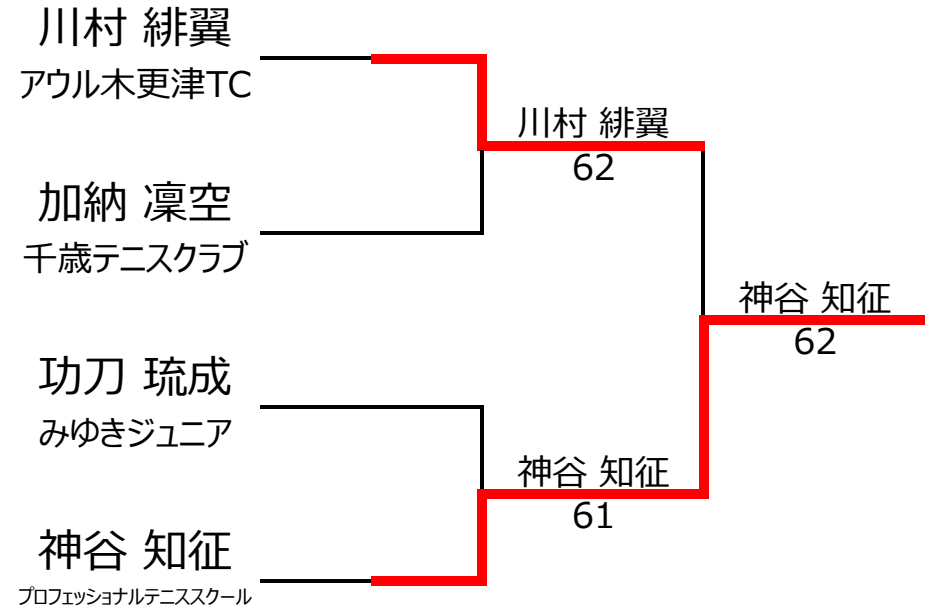 川村 緋翼
アウル木更津TC
川村 緋翼
62
加納 凜空
千歳テニスクラブ
神谷 知征
62
功刀 琉成
みゆきジュニア
神谷 知征
61
神谷 知征
プロフェッショナルテニススクール